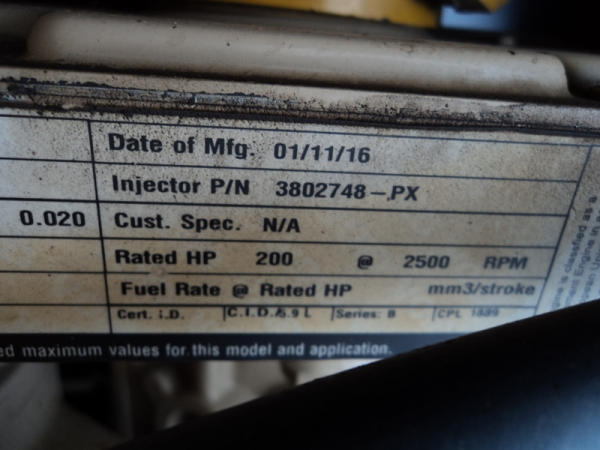 Date of Mfg. 01/11/16
Injector P/N 3802748-PX
0.020 Cust. Spec. N/A
Rated HP 200 @ 2500 RPM
Fuel Rate @ Rated HP mm3/stroke
Cert. I.D. C.I.D./5.9 L Series: B CPL
ed maximum values for this model and application.